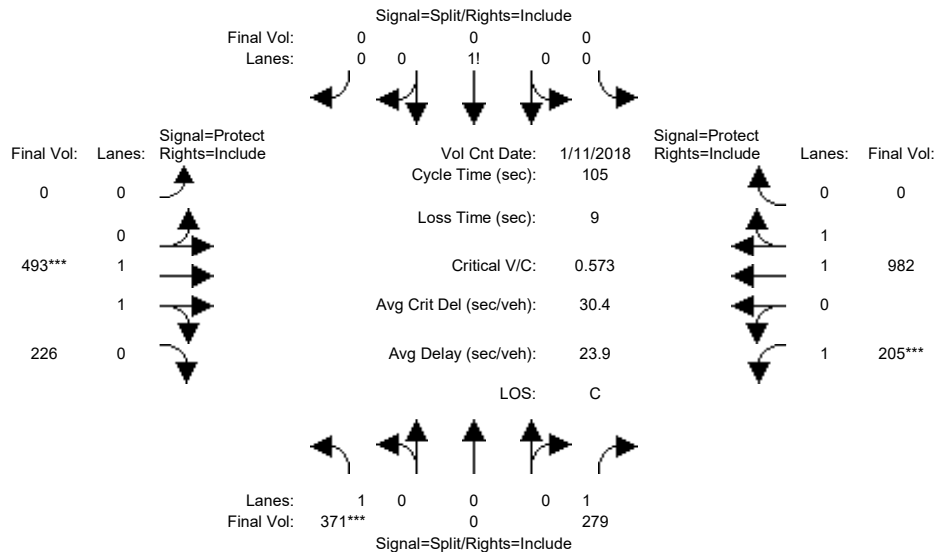 Signal=Split/Rights=Include
Final Vol: 0 0 0
Lanes: 0 0 1! 0 0
Signal=Protect Signal=Protect
Final Vol: Lanes: Rights=Include Vol Cnt Date: 1/11/2018 Rights=Include Lanes: Final Vol:
Cycle Time (sec): 105
0 0 0 0
Loss Time (sec): 9
0 1
493*** 1 Critical V/C: 0.573 1 982
1 Avg Crit Del (sec/veh): 30.4 0
226 0 Avg Delay (sec/veh): 23.9 1 205***
LOS: C
Lanes: 1 0 0 0 1
Final Vol: 371*** 0 279
Signal=Split/Rights=Include